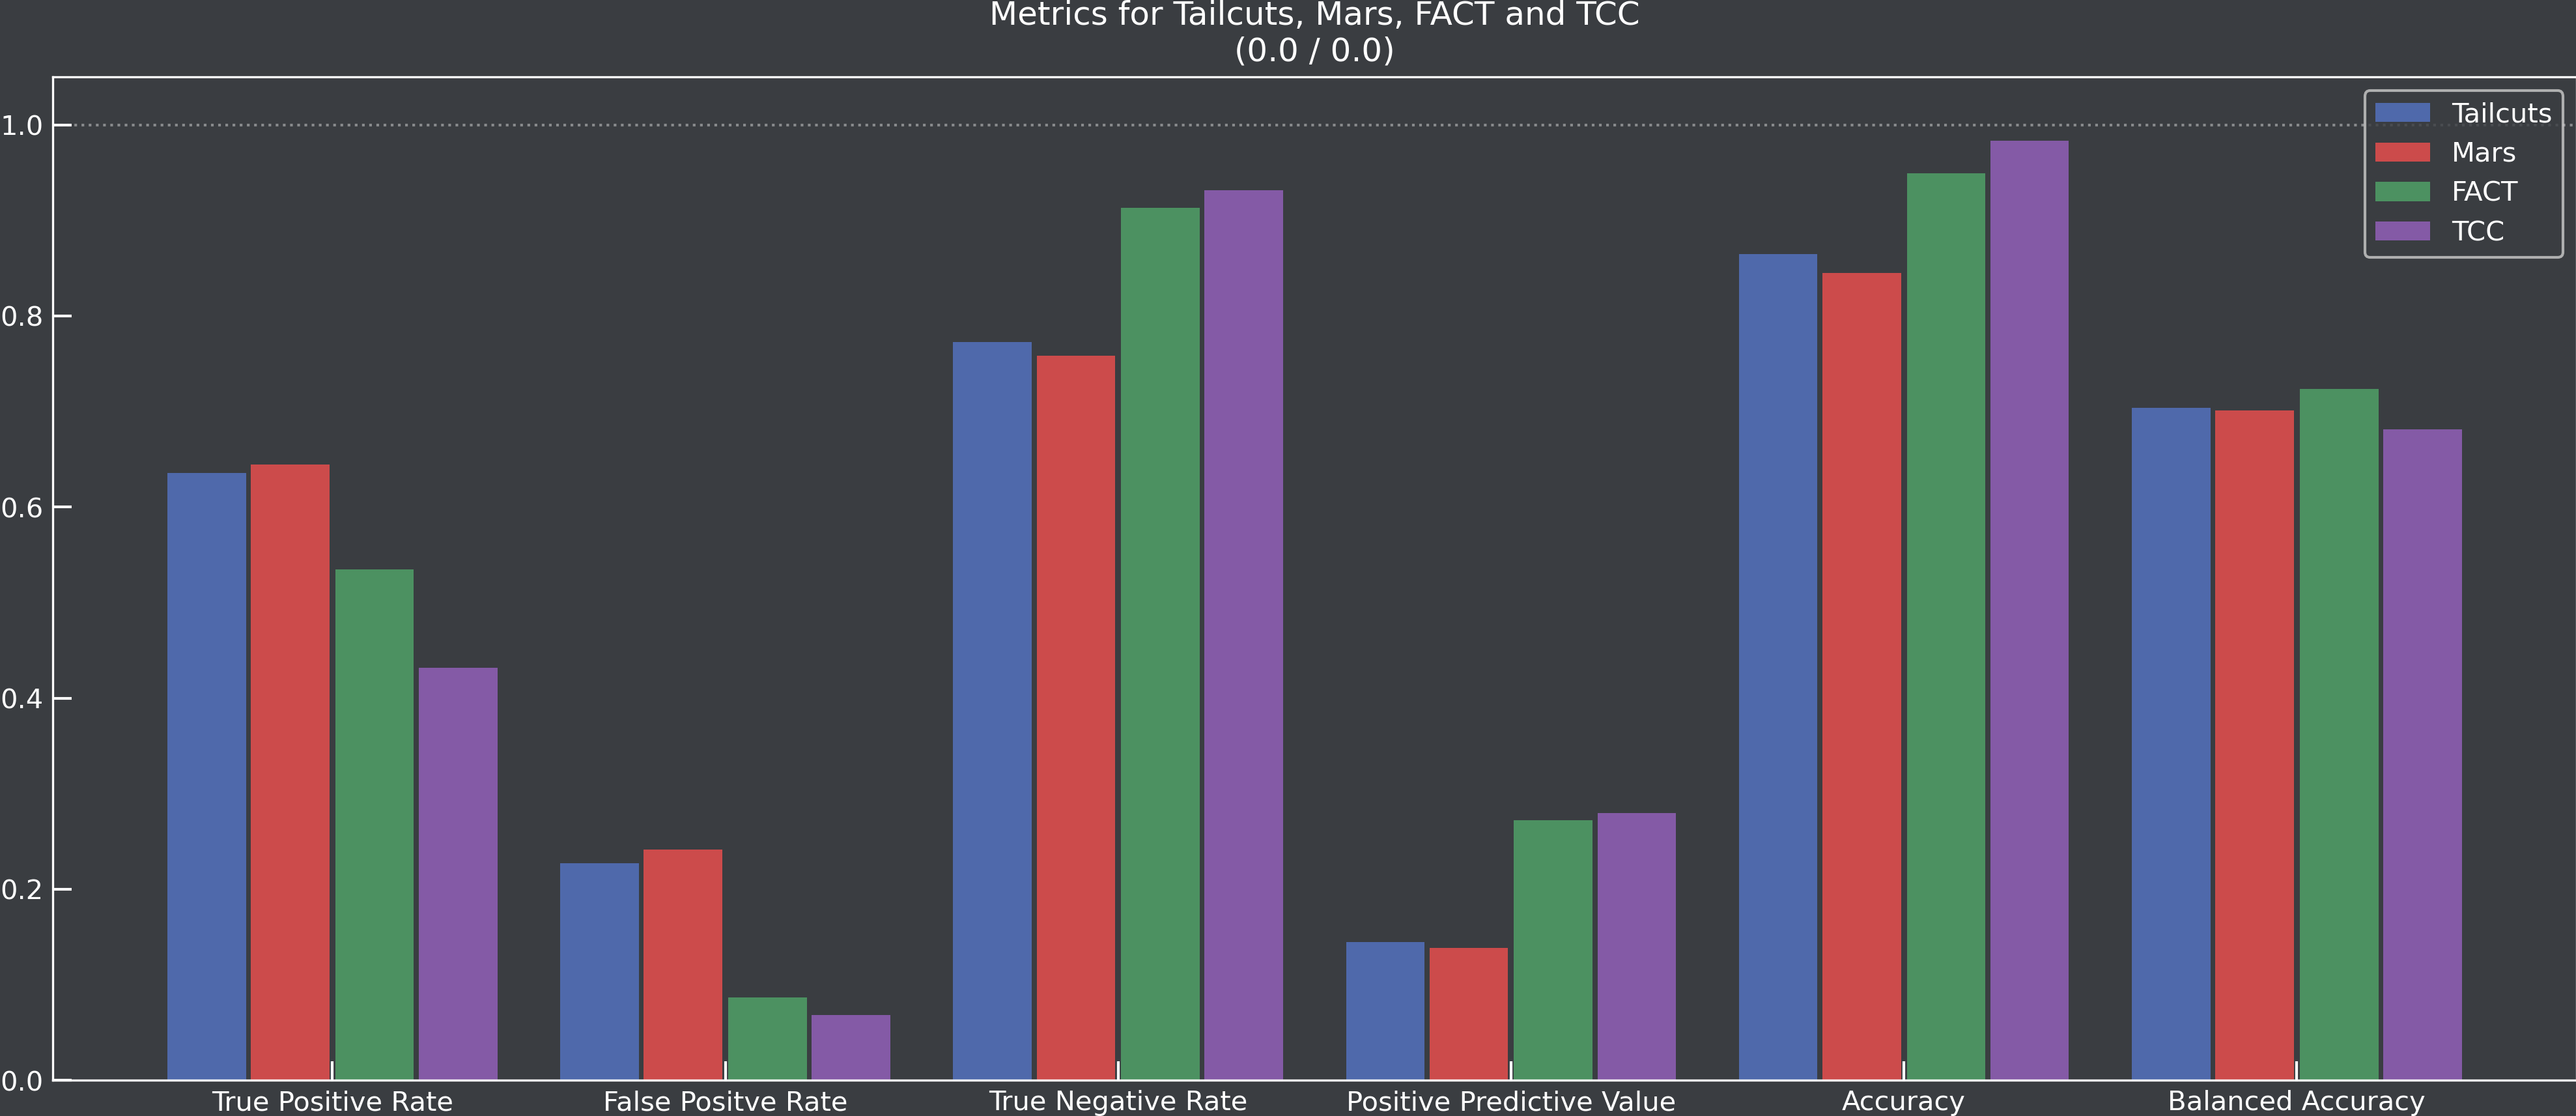 Metrics for Tailcuts, Mars, FACT and TCC
(0.0 / 0.0)
1.0
0.8
0.6
0.4
0.2
0.0
Tailcuts
Mars
FACT
TCC
True Positive Rate
False Positve Rate
True Negative Rate
Positive Predictive Value
Accuracy
Balanced Accuracy